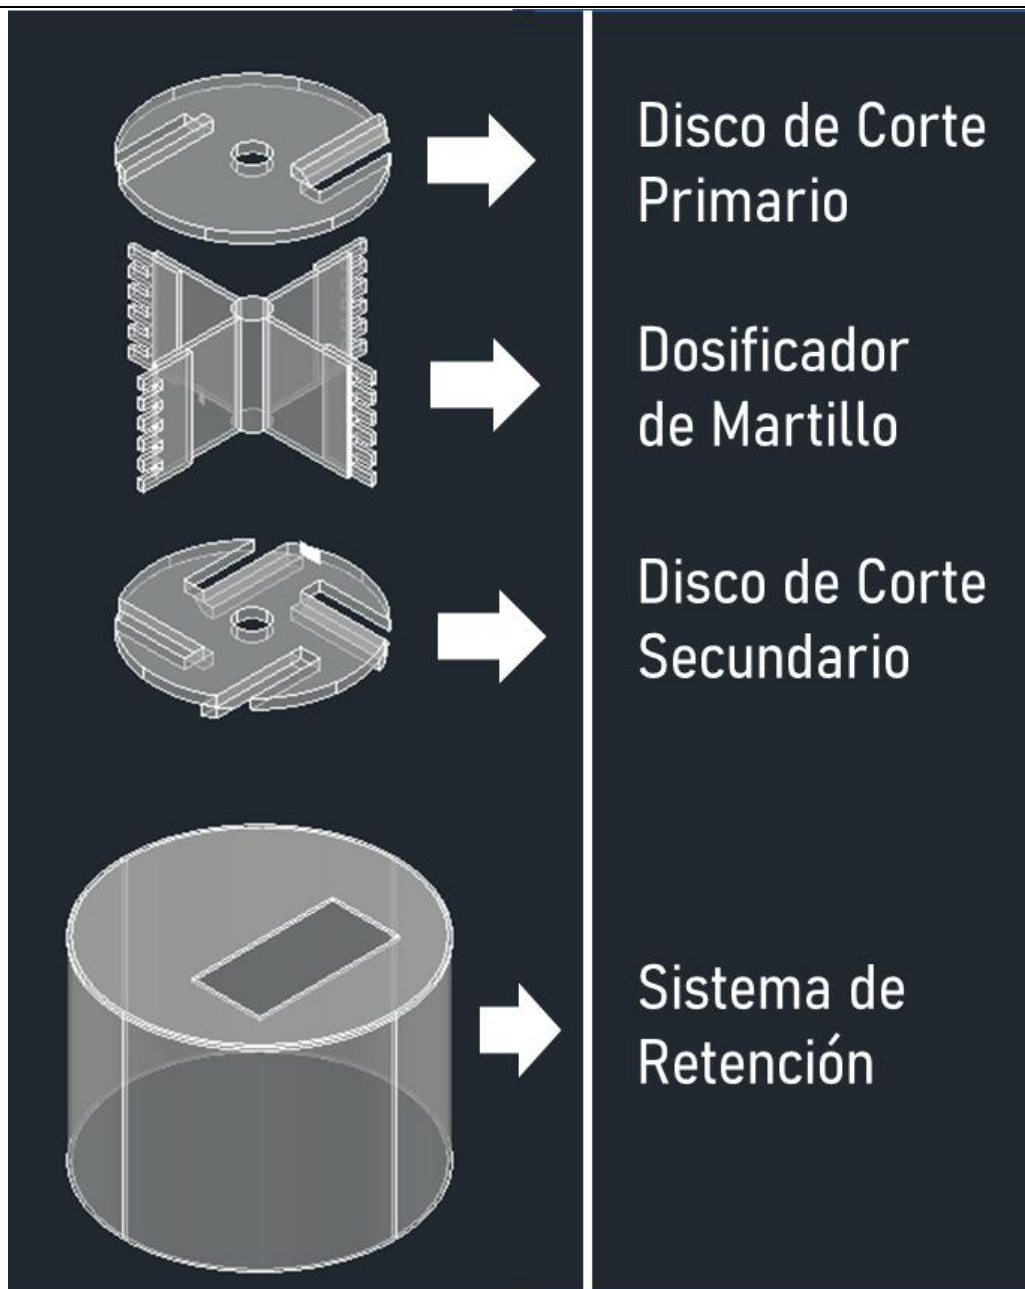 Disco de Corte
Primario
Dosificador
de Martillo
Disco de Corte
Secundario
Sistema de
Retención